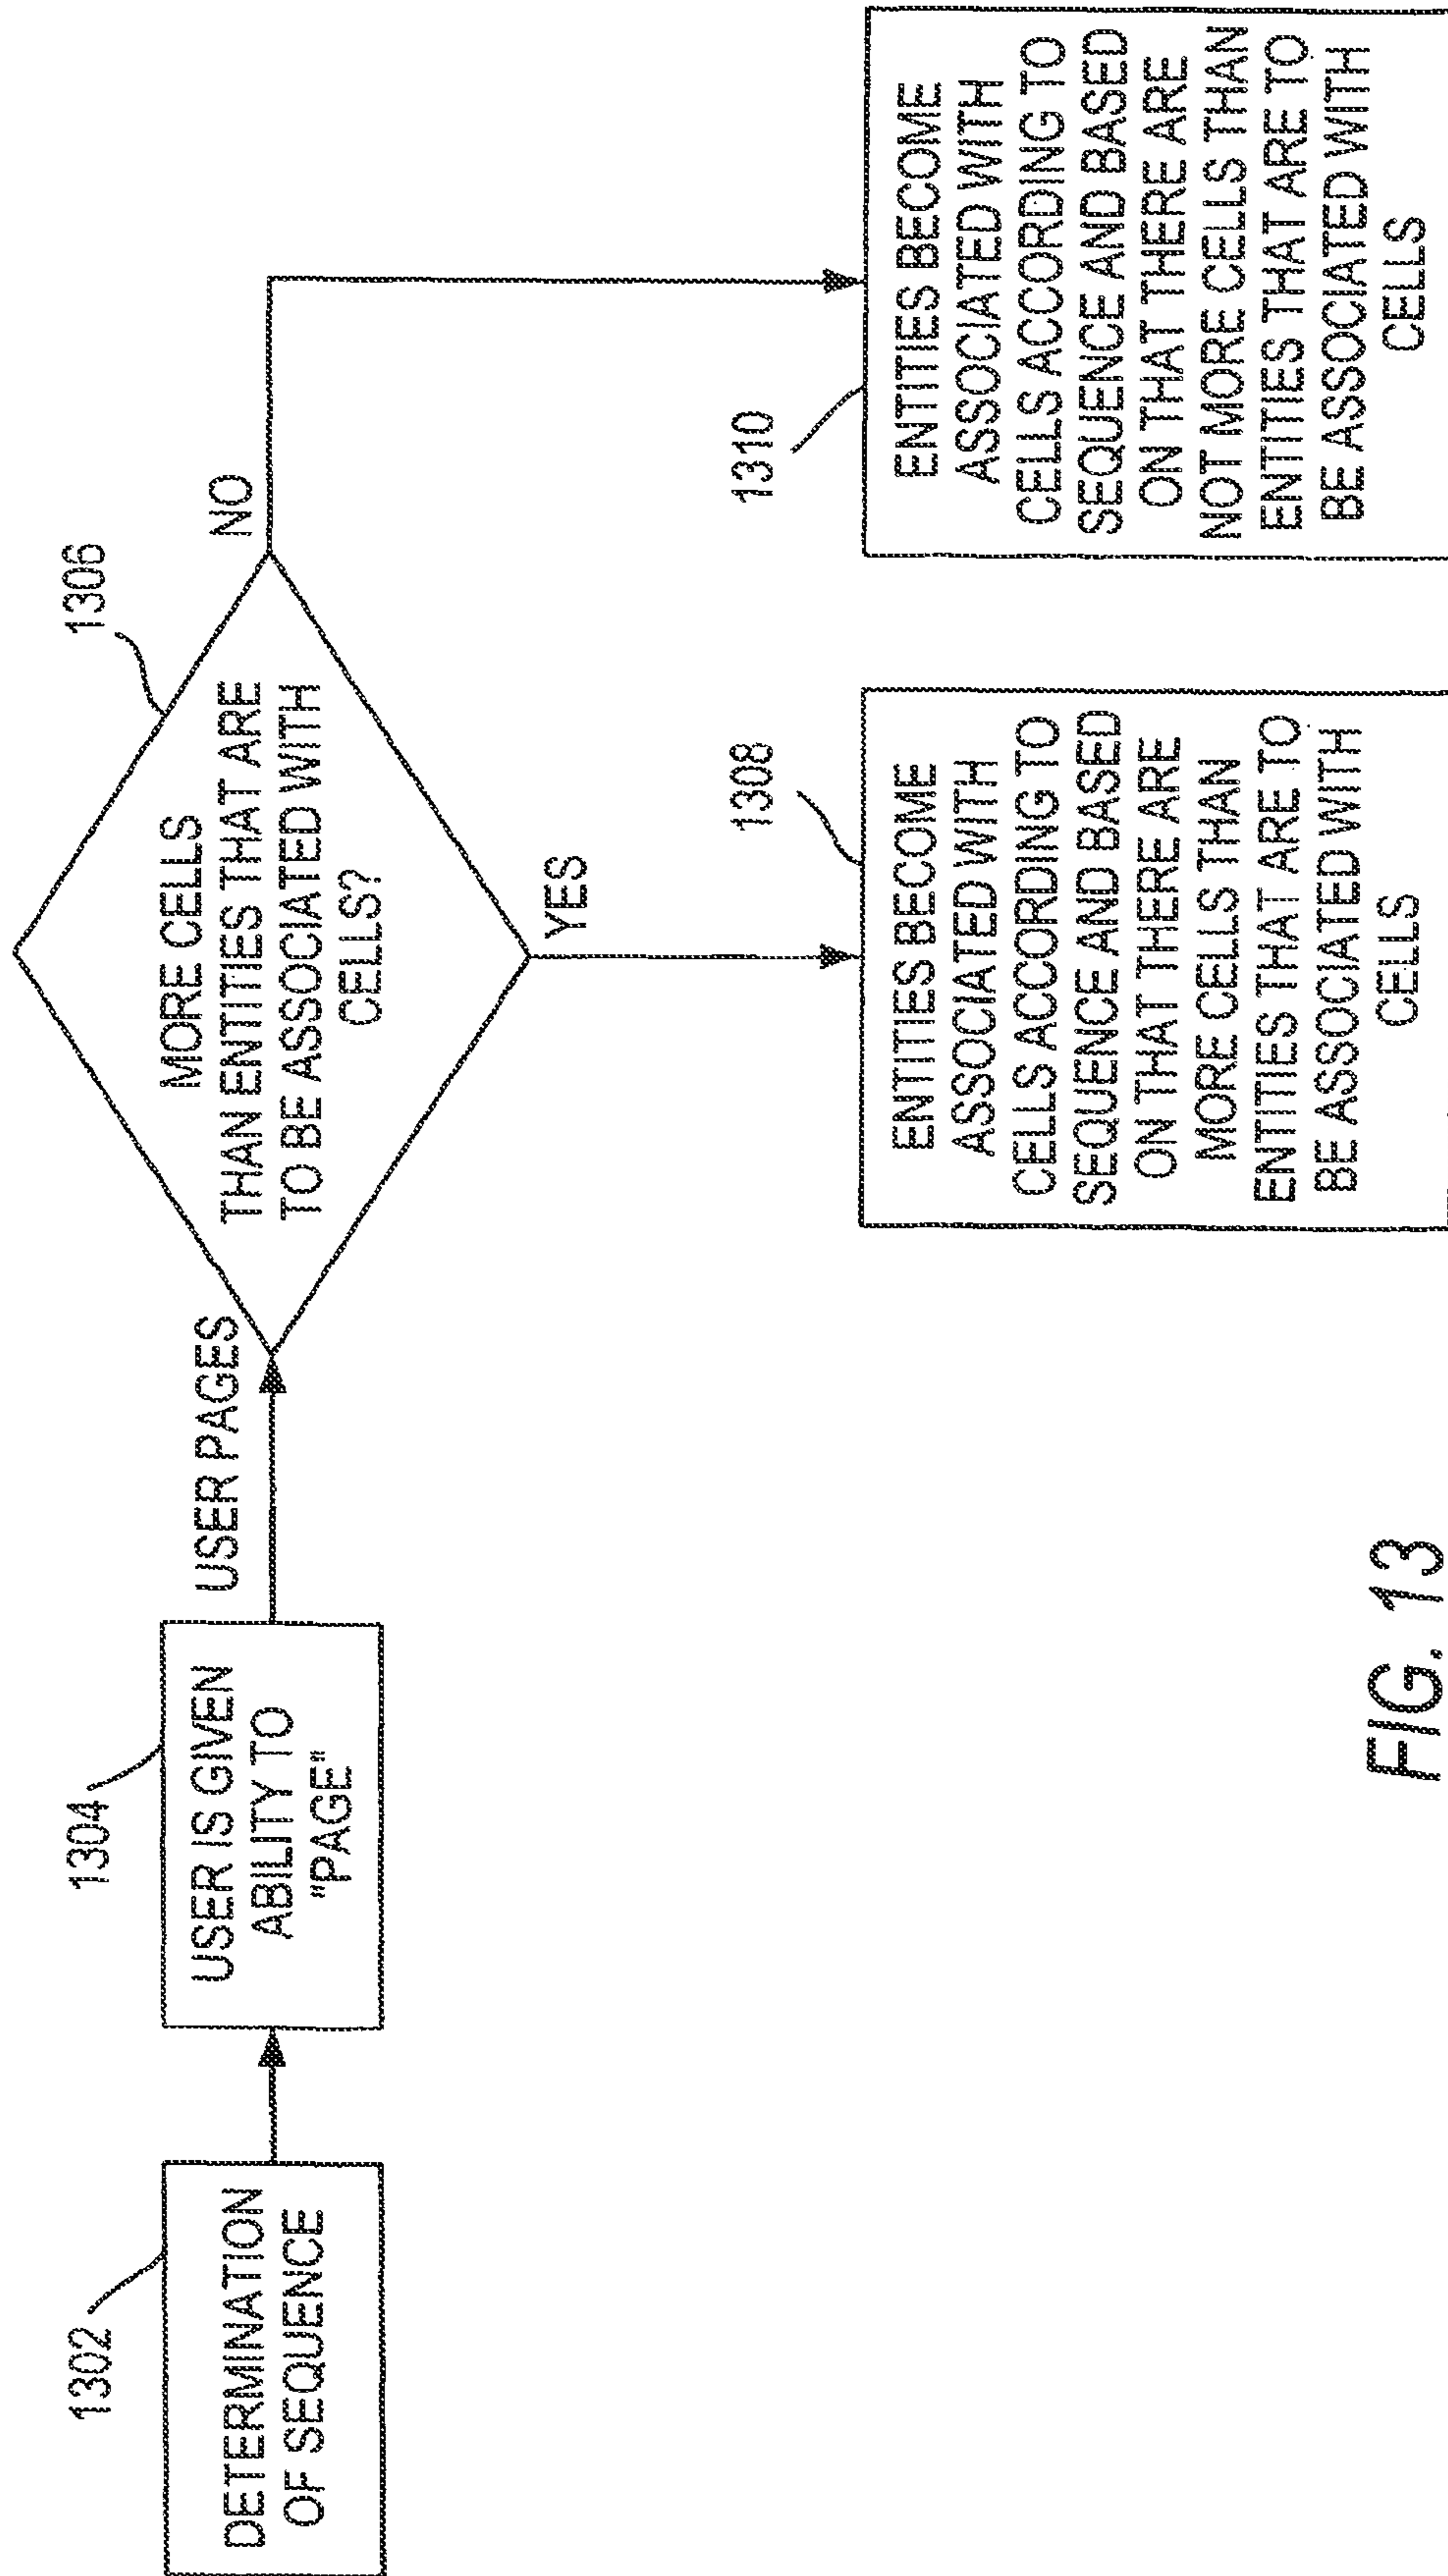 1302
DETERMINATION
OF SEQUENCE
1304
USER IS GIVEN
ABILITY TO
"PAGE"
USER PAGES
1306
MORE CELLS
THAN ENTITIES THAT ARE
TO BE ASSOCIATED WITH
CELLS?
NO
YES
1308
ENTITIES BECOME
ASSOCIATED WITH
CELLS ACCORDING TO
SEQUENCE AND BASED
ON THAT THERE ARE
MORE CELLS THAN
ENTITIES THAT ARE TO
BE ASSOCIATED WITH
CELLS
1310
ENTITIES BECOME
ASSOCIATED WITH
CELLS ACCORDING TO
SEQUENCE AND BASED
ON THAT THERE ARE
NOT MORE CELLS THAN
ENTITIES THAT ARE TO
BE ASSOCIATED WITH
CELLS
FIG. 13